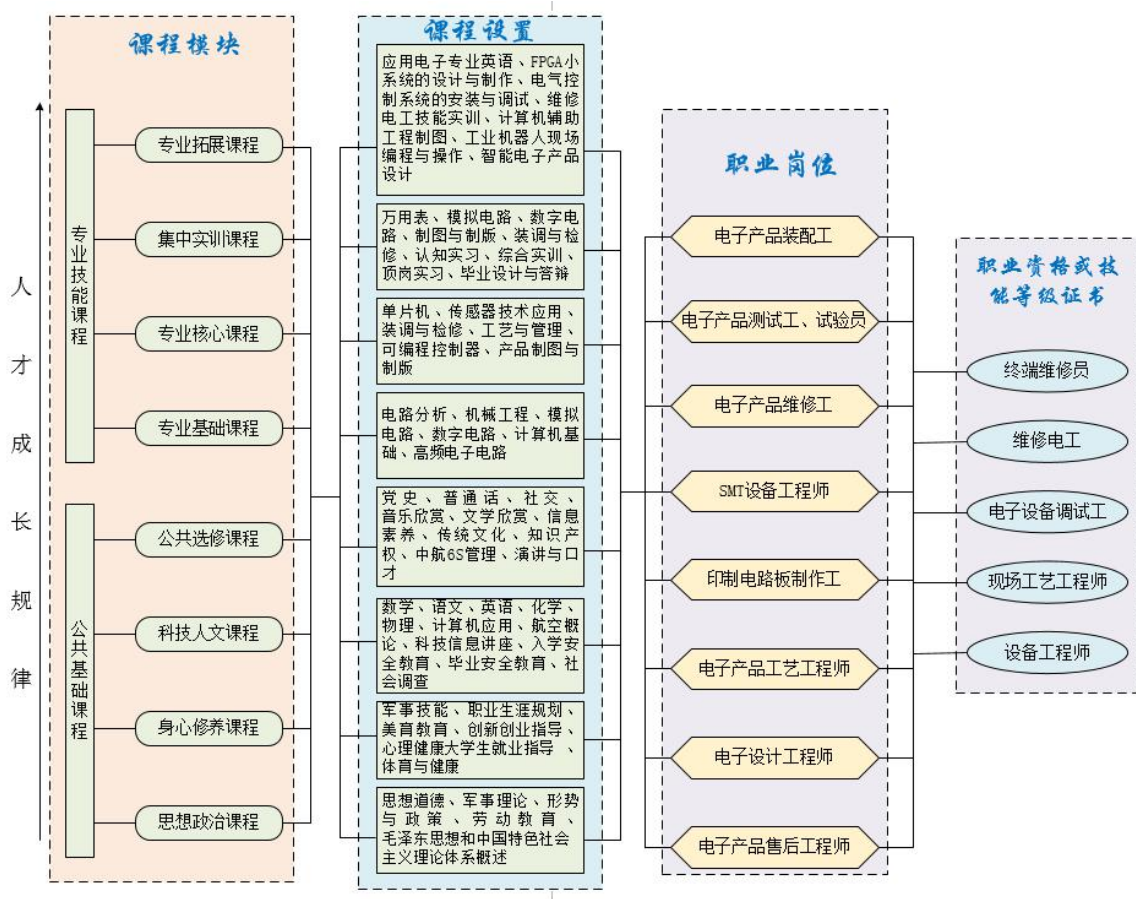 课程模块
人才成长规律
专业技能课程
专业拓展课程
集中实训课程
专业核心课程
专业基础课程
公共基础课程
公共选修课程
科技人文课程
身心修养课程
思想政治课程
课程设置
应用电子专业英语、FPGA小
系统的设计与制作、电气控
制系统的安装与调试、维修
电工技能实训、计算机辅助
工程制图、工业机器人现场
编程与操作、智能电子产品
设计
万用表、模拟电路、数字电
路、制图与制版、装调与检
修、认知实习、综合实训、
顶岗实习、毕业设计与答辩
单片机、传感器技术应用、
装调与检修、工艺与管理、
可编程控制器、产品制图与
制版
电路分析、机械工程、模拟
电路、数字电路、计算机基
础、高频电子电路
党史、普通话、社交、
音乐欣赏、文学欣赏、信息
素养、传统文化、知识产
权、中航6S管理、演讲与口
才
数学、语文、英语、化学、
物理、计算机应用、航空概
论、科技信息讲座、入学安
全教育、毕业安全教育、社
会调查
军事技能、职业生涯规划、
美育教育、创新创业指导、
心理健康大学生就业指导、
体育与健康
思想道德、军事理论、形势
与政策、劳动教育、
毛泽东思想和中国特色社会
主义理论体系概述
职业岗位
电子产品装配工
电子产品测试工、试验员
电子产品维修工
SMT设备工程师
印制电路板制作工
电子产品工艺工程师
电子设计工程师
电子产品售后工程师
职业资格或技
能等级证书
终端维修员
维修电工
电子设备调试工
现场工艺工程师
设备工程师